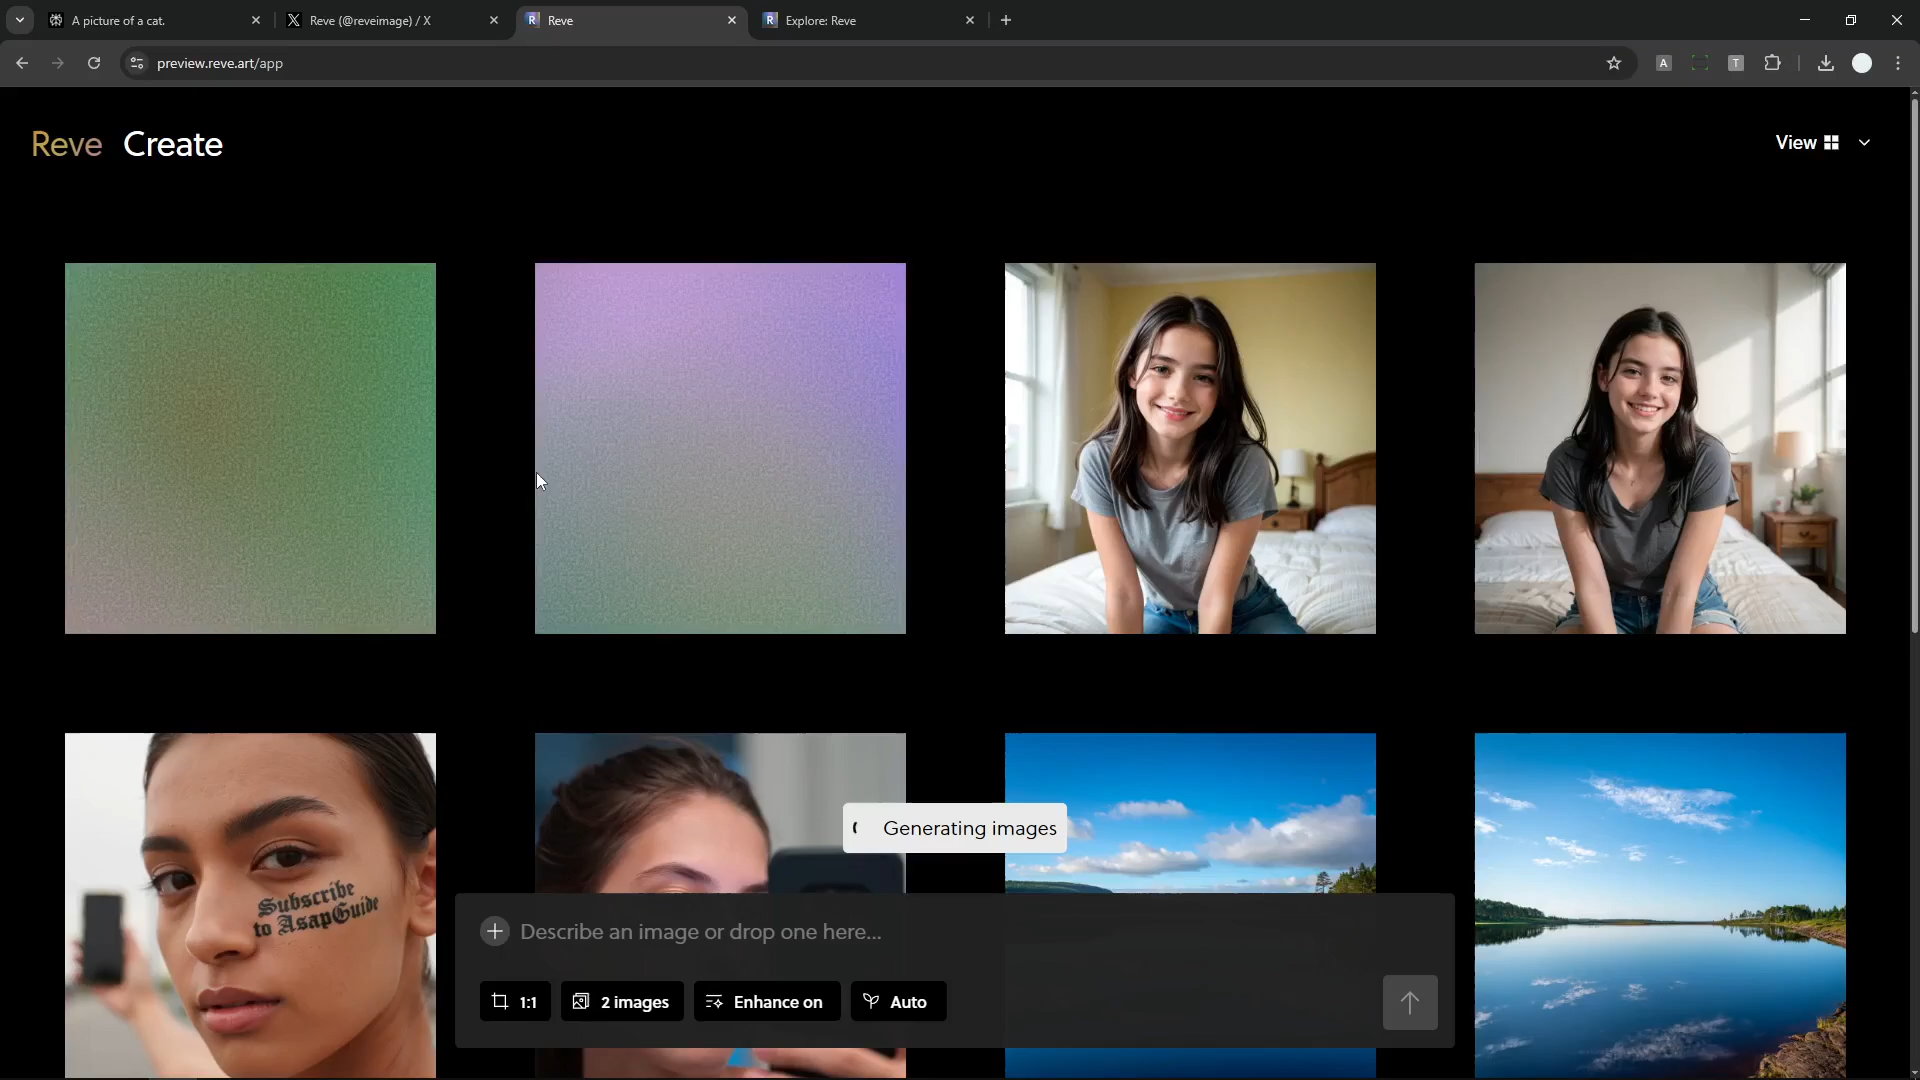 A picture of a cat.
Reve (@reveimage) / X
Reve
Explore: Reve
preview.reve.art/app
A
T
Reve Create
View
Subscribe
to AsapGuide
Generating images
Describe an image or drop one here...
1:1
2 images
Enhance on
Auto